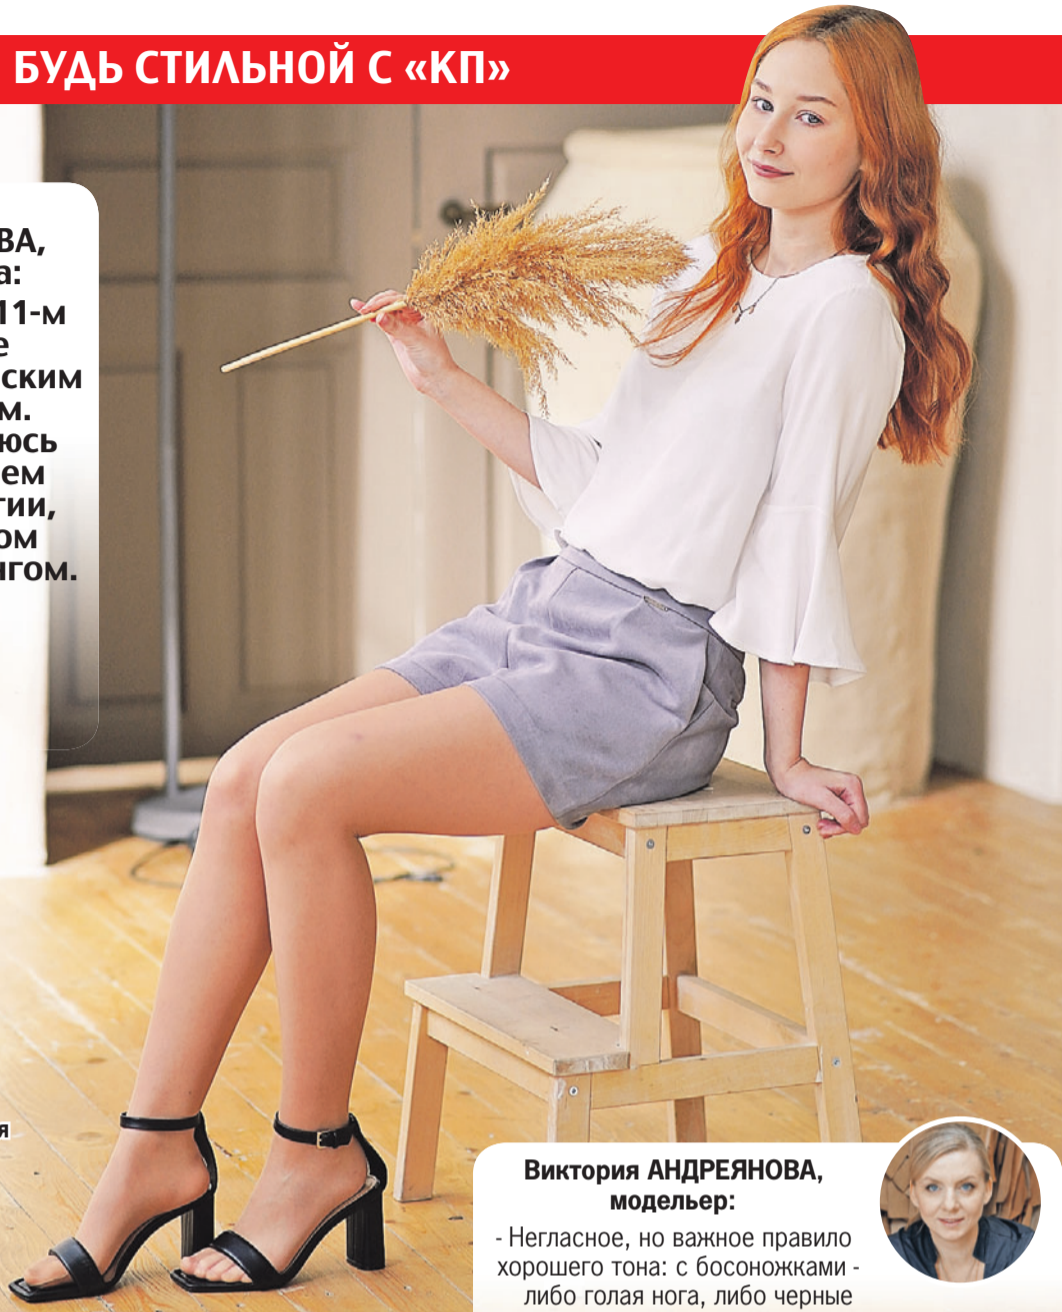 БУДЬ СТИЛЬНОЙ С «КП»
ВА,
а:
11-м
е
ским
м.
юсь
ем
гии,
ом
нгом.
я
Виктория АНДРЕЯНОВА,
модельер:
- Негласное, но важное правило
хорошего тона: с босоножками -
либо голая нога, либо черные